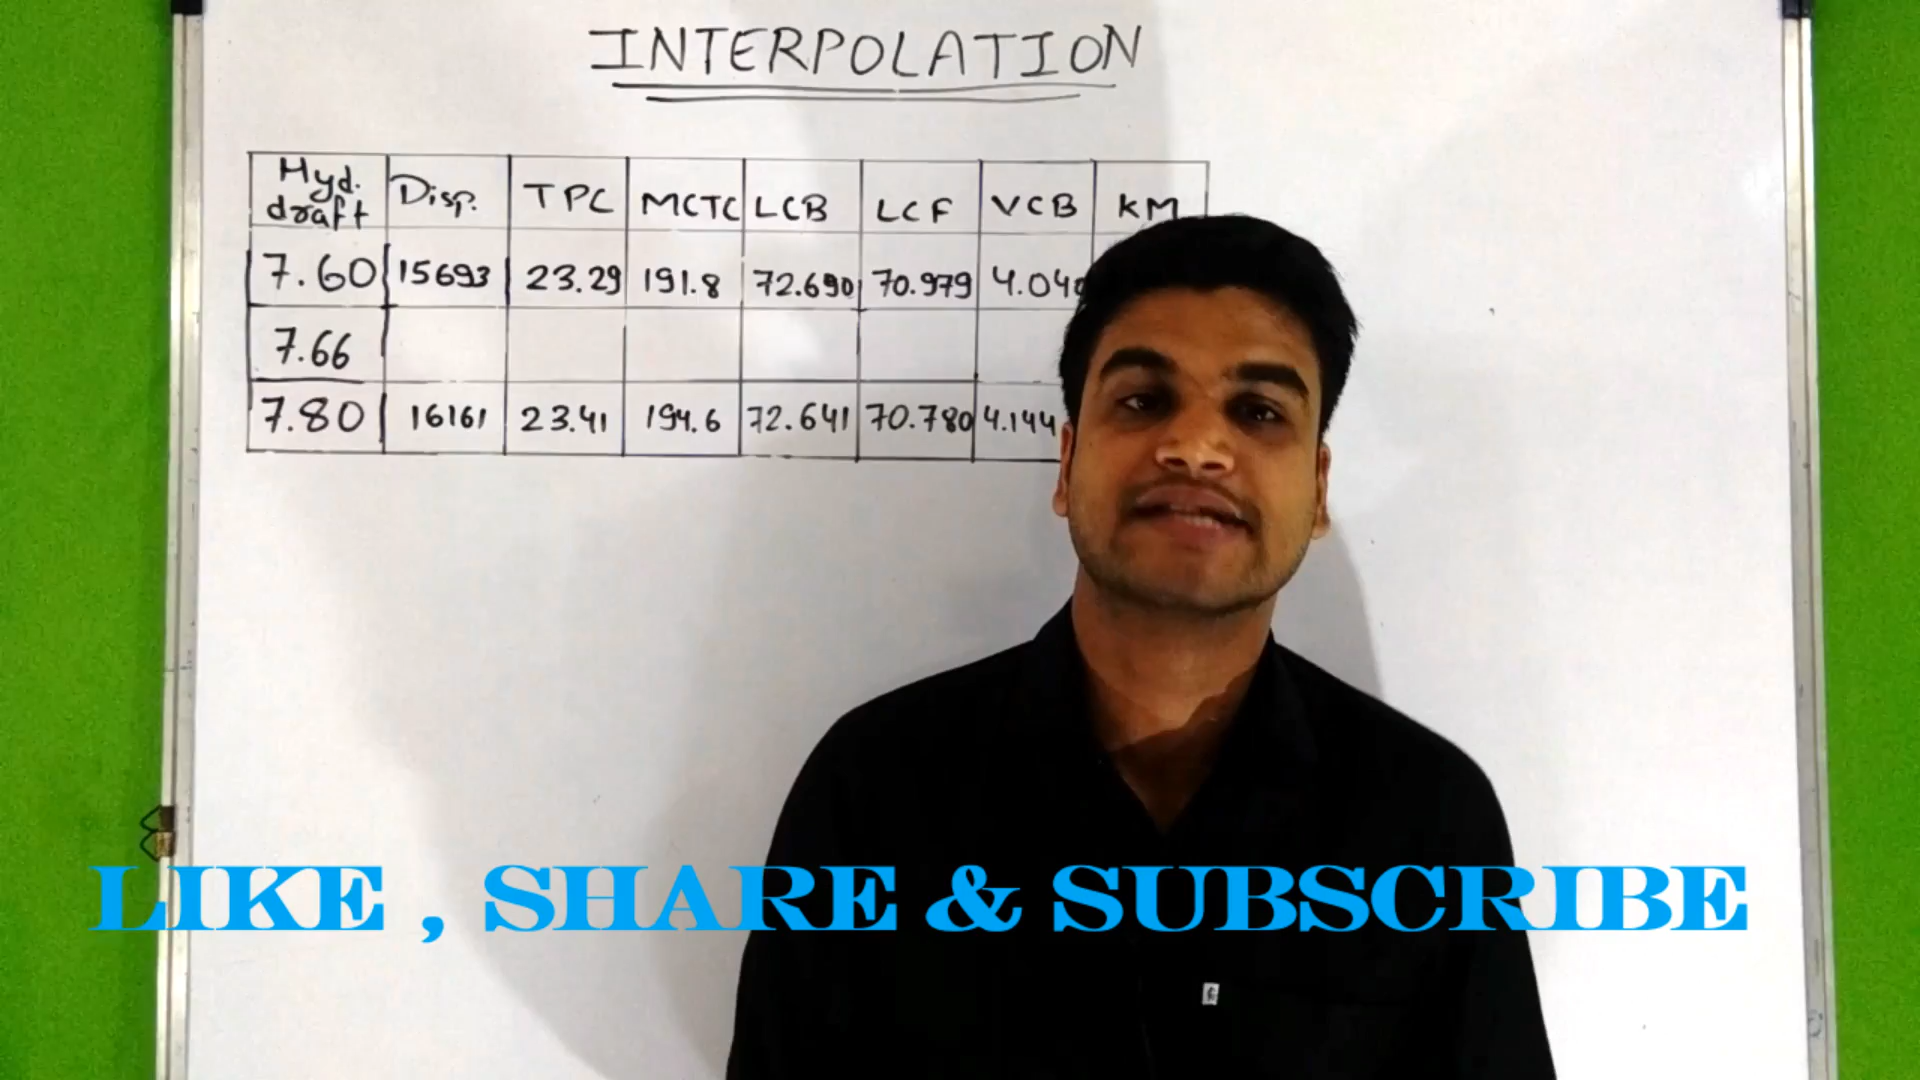 INTERPOLATION
Hyd. draft Disp. TPC MCTC LCB LCF VCB KM
7.60 15693 23.29 191.8 72.690 70.979
7.66
7.80 16161 23.41 194.6 72.641 70.780 4.144
LIKE , SHARE & SUBSCRIBE